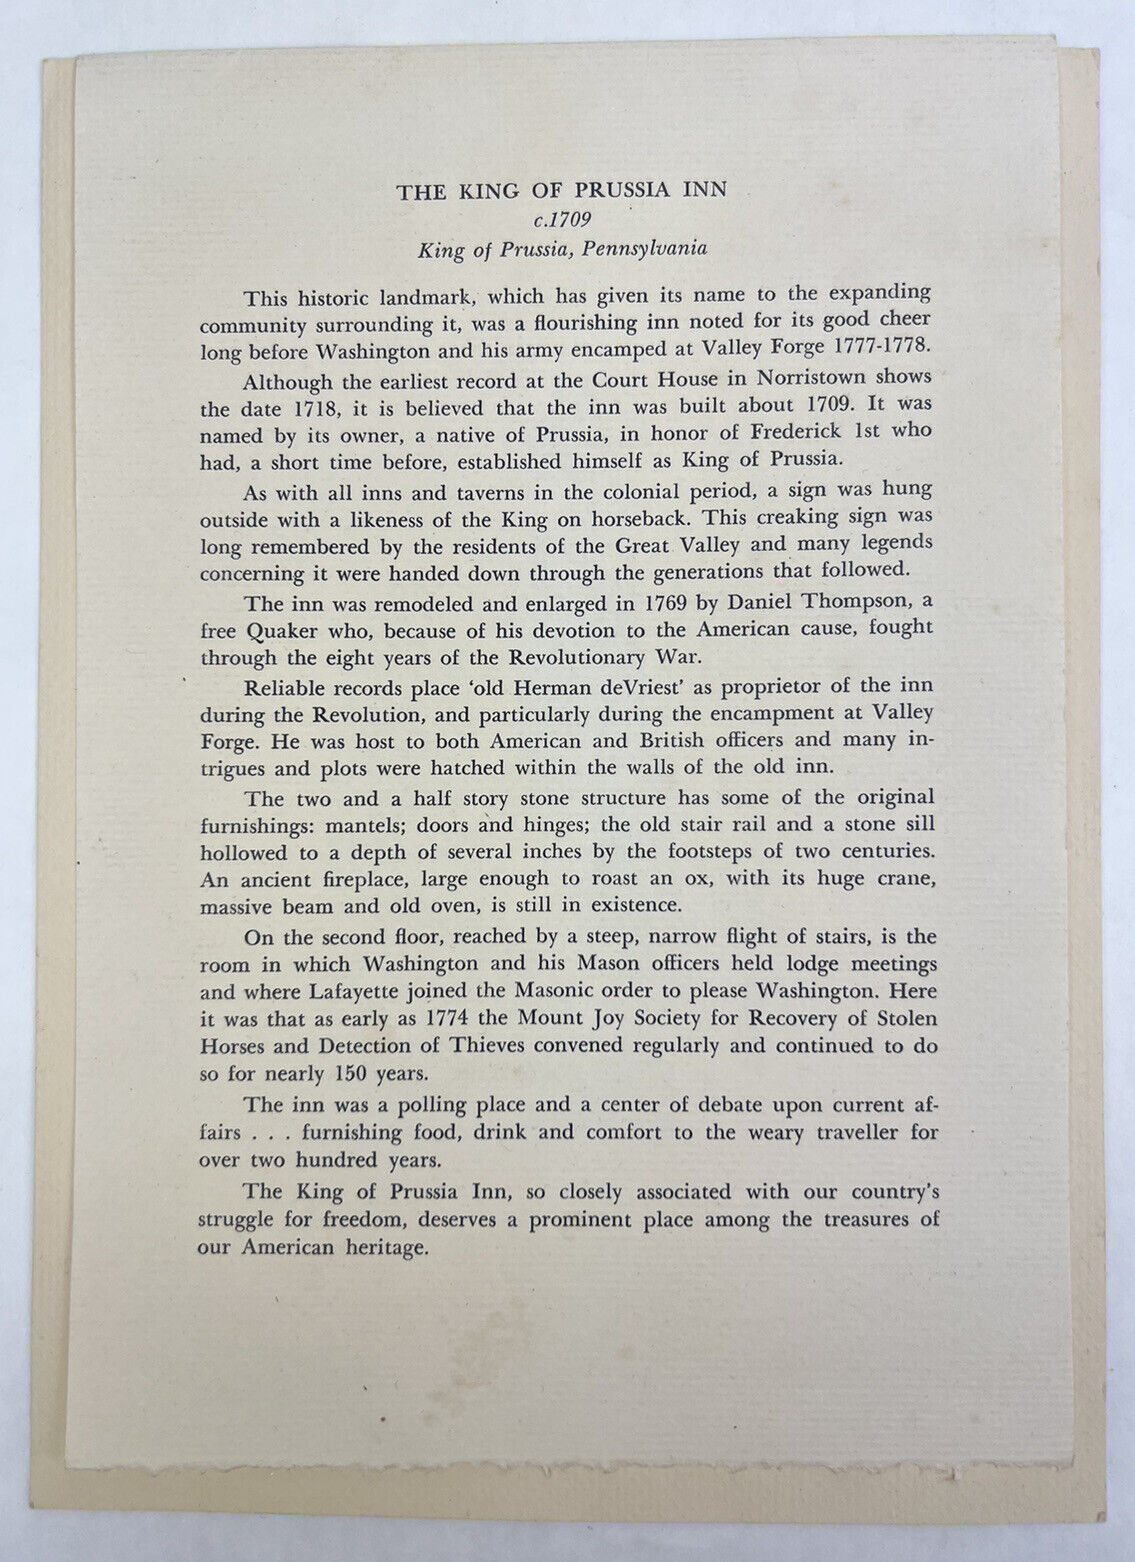 THE KING OF PRUSSIA INN
c.1709
King of Prussia, Pennsylvania
This historic landmark, which has given its name to the expanding
community surrounding it, was a flourishing inn noted for its good cheer
long before Washington and his army encamped at Valley Forge 1777-1778.
Although the earliest record at the Court House in Norristown shows
the date 1718, it is believed that the inn was built about 1709. It was
named by its owner, a native of Prussia, in honor of Frederick 1st who
had, a short time before, established himself as King of Prussia.
As with all inns and taverns in the colonial period, a sign was hung
outside with a likeness of the King on horseback. This creaking sign was
long remembered by the residents of the Great Valley and many legends
concerning it were handed down through the generations that followed.
The inn was remodeled and enlarged in 1769 by Daniel Thompson, a
free Quaker who, because of his devotion to the American cause, fought
through the eight years of the Revolutionary War.
Reliable records place ‘old Herman deVriest’ as proprietor of the inn
during the Revolution, and particularly during the encampment at Valley
Forge. He was host to both American and British officers and many in-
trigues and plots were hatched within the walls of the old inn.
The two and a half story stone structure has some of the original
furnishings: mantels; doors and hinges; the old stair rail and a stone sill
hollowed to a depth of several inches by the footsteps of two centuries.
An ancient fireplace, large enough to roast an ox, with its huge crane,
massive beam and old oven, is still in existence.
On the second floor, reached by a steep, narrow flight of stairs, is the
room in which Washington and his Mason officers held lodge meetings
and where Lafayette joined the Masonic order to please Washington. Here
it was that as early as 1774 the Mount Joy Society for Recovery of Stolen
Horses and Detection of Thieves convened regularly and continued to do
so for nearly 150 years.
The inn was a polling place and a center of debate upon current af-
fairs . . . furnishing food, drink and comfort to the weary traveller for
over two hundred years.
The King of Prussia Inn, so closely associated with our country's
struggle for freedom, deserves a prominent place among the treasures of
our American heritage.